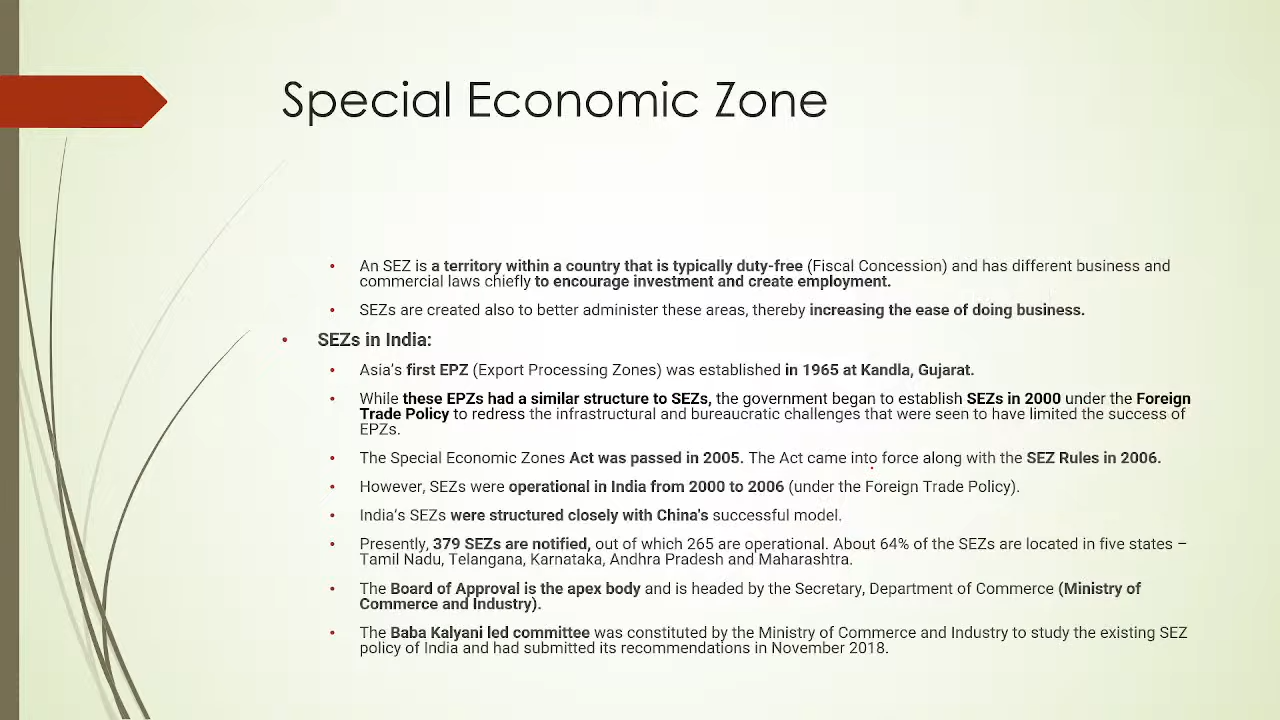 Special Economic Zone
• An SEZ is a territory within a country that is typically duty-free (Fiscal Concession) and has different business and
commercial laws chiefly to encourage investment and create employment.
• SEZs are created also to better administer these areas, thereby increasing the ease of doing business.
• SEZs in India:
• Asia's first EPZ (Export Processing Zones) was established in 1965 at Kandla, Gujarat.
• While these EPZs had a similar structure to SEZs, the government began to establish SEZs in 2000 under the Foreign
Trade Policy to redress the infrastructural and bureaucratic challenges that were seen to have limited the success of
EPZs.
• The Special Economic Zones Act was passed in 2005. The Act came into force along with the SEZ Rules in 2006.
• However, SEZs were operational in India from 2000 to 2006 (under the Foreign Trade Policy).
• India's SEZs were structured closely with China's successful model.
• Presently, 379 SEZs are notified, out of which 265 are operational. About 64% of the SEZs are located in five states –
Tamil Nadu, Telangana, Karnataka, Andhra Pradesh and Maharashtra.
• The Board of Approval is the apex body and is headed by the Secretary, Department of Commerce (Ministry of
Commerce and Industry).
• The Baba Kalyani led committee was constituted by the Ministry of Commerce and Industry to study the existing SEZ
policy of India and had submitted its recommendations in November 2018.